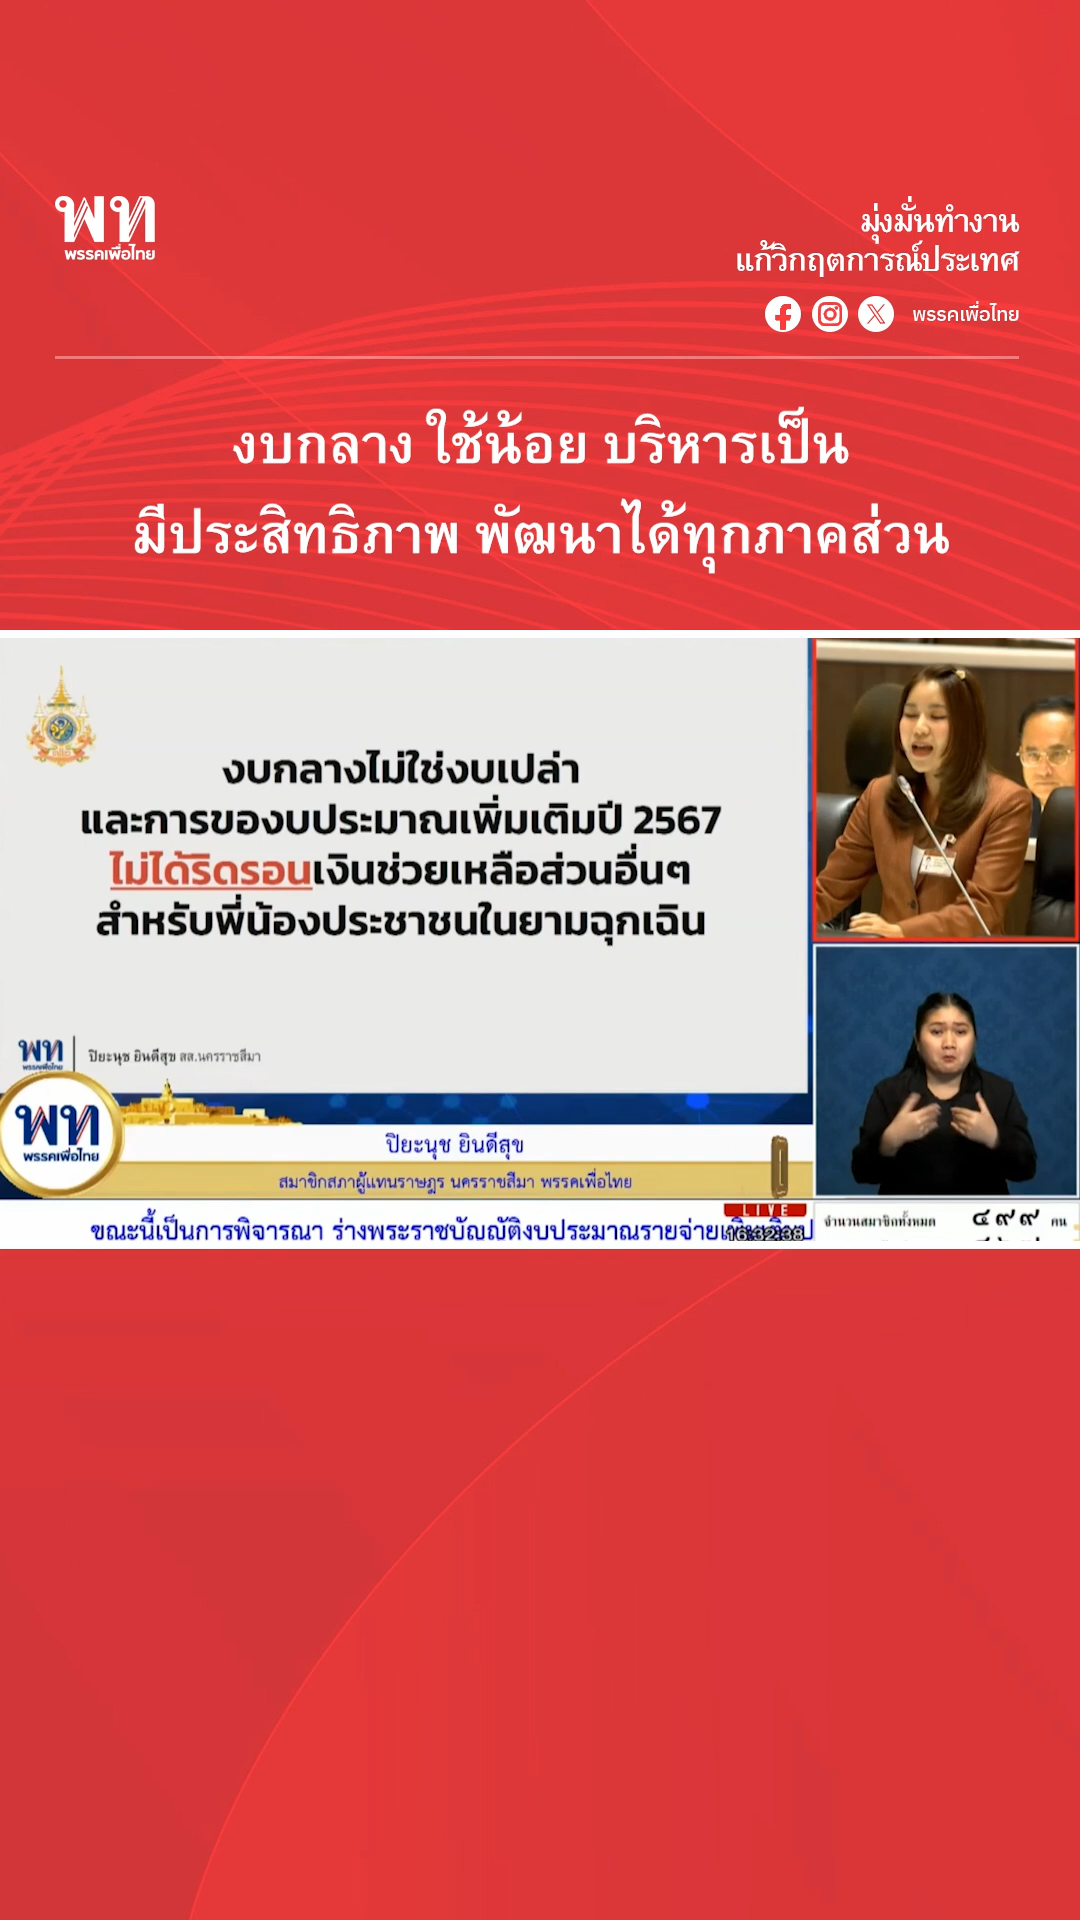 พท
พรรคเพื่อไทย
มุ่งมั่นทำงาน
แก้วิกฤตการณ์ประเทศ
พรรคเพื่อไทย
งบกลาง ใช้น้อย บริหารเป็น
มีประสิทธิภาพ พัฒนาได้ทุกภาคส่วน
งบกลางไม่ใช่งบเปล่า
และการของบประมาณเพิ่มเติมปี 2567
ไม่ได้ริดรอนเงินช่วยเหลือส่วนอื่นๆ
สำหรับพี่น้องประชาชนในยามฉุกเฉิน
พท
พรรคเพื่อไทย
ปิยะนุช ยินดีสุข สส.นครราชสีมา
พท
พรรคเพื่อไทย
ปิยะนุช ยินดีสุข
สมาชิกสภาผู้แทนราษฎร นครราชสีมา พรรคเพื่อไทย
LIVE
16:32:38
ขณะนี้เป็นการพิจารณา ร่างพระราชบัญญัติงบประมาณรายจ่าย
จำนวนสมาชิกทั้งหมด ๔๙๙ คน